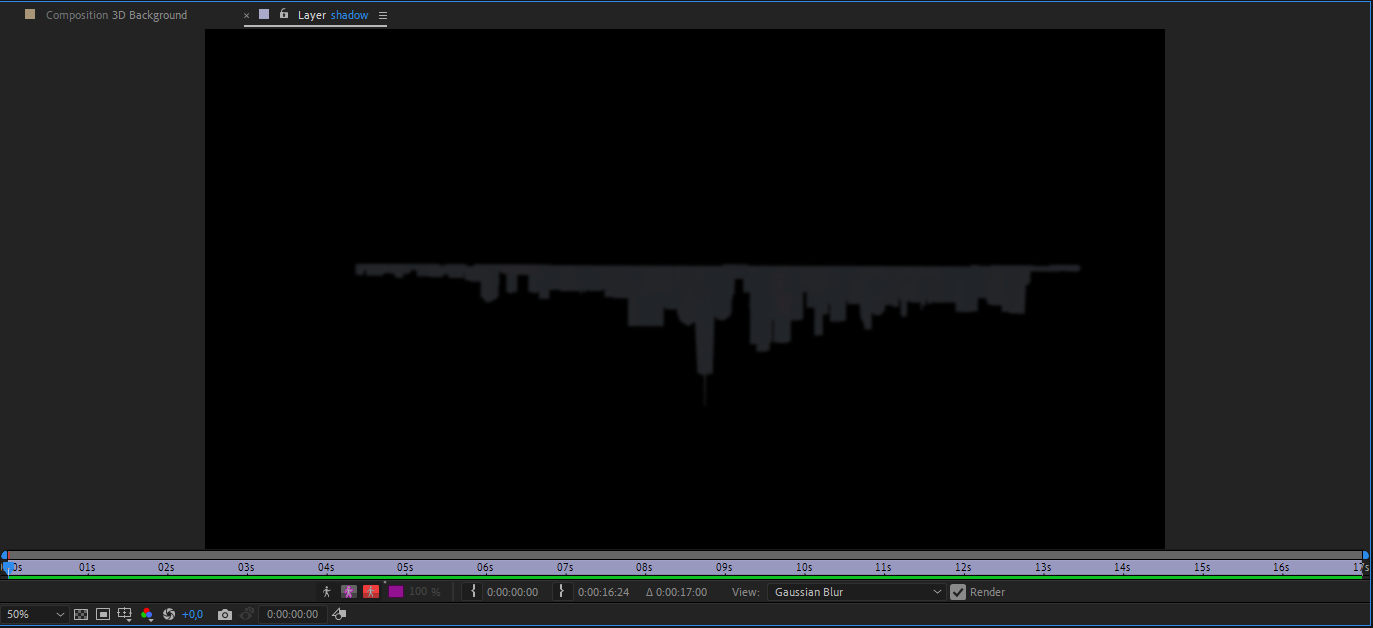 Composition 3D Background
× Layer shadow
0s 01s 02s 03s 04s 05s 06s 07s 08s 09s 10s 11s 12s 13s 14s 15s 16s 17s
100 % 0:00:00:00 0:00:16:24 Δ 0:00:17:00 View: Gaussian Blur Render
50% +0,0 0:00:00:00